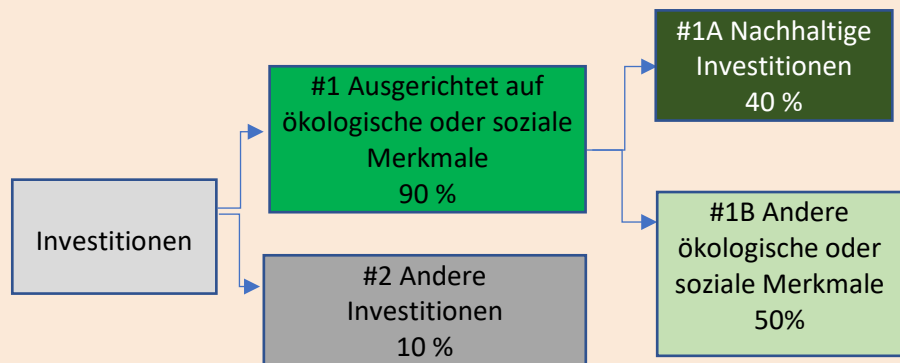 Investitionen
#1 Ausgerichtet auf
ökologische oder soziale
Merkmale
90 %
#2 Andere
Investitionen
10 %
#1A Nachhaltige
Investitionen
40 %
#1B Andere
ökologische oder
soziale Merkmale
50%